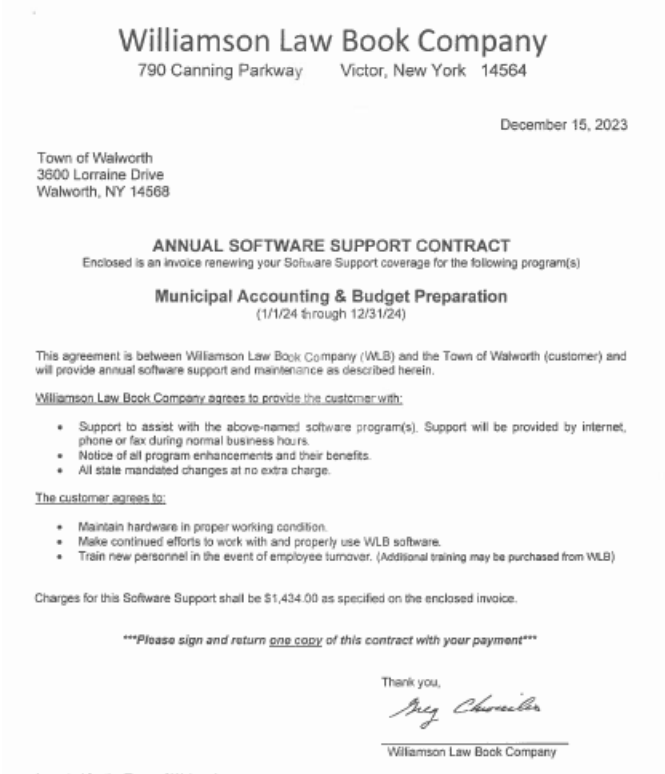 Williamson Law Book Company
790 Canning Parkway Victor, New York 14564
December 15, 2023
Town of Walworth
3600 Lorraine Drive
Walworth, NY 14568
ANNUAL SOFTWARE SUPPORT CONTRACT
Enclosed is an invoice renewing your Software Support coverage for the following program(s)
Municipal Accounting & Budget Preparation
(1/1/24 through 12/31/24)
This agreement is between Williamson Law Book Company (WLB) and the Town of Walworth (customer) and
will provide annual software support and maintenance as described herein.
Williamson Law Book Company agrees to provide the customer with:
• Support to assist with the above-named software program(s). Support will be provided by internet,
phone or fax during normal business hours.
• Notice of all program enhancements and their benefits.
• All state mandated changes at no extra charge.
The customer agrees to:
• Maintain hardware in proper working condition.
• Make continued efforts to work with and properly use WLB software.
• Train new personnel in the event of employee turnover. (Additional training may be purchased from WLB)
Charges for this Software Support shall be $1,434.00 as specified on the enclosed invoice.
***Please sign and return one copy of this contract with your payment***
Thank you,
Greg
Williamson Law Book Company